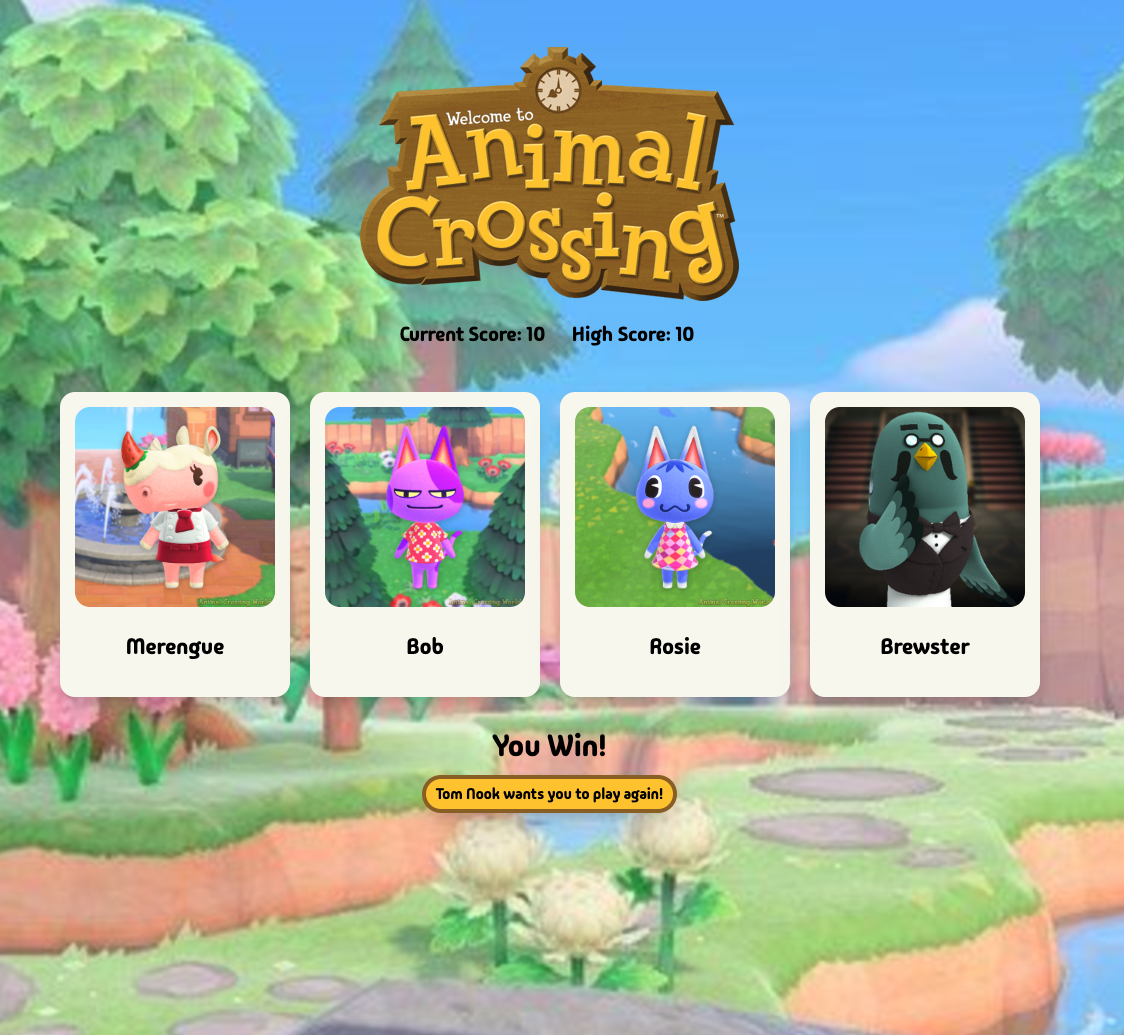 Welcome to
Animal
Crossing™
Current Score: 10 High Score: 10
Merengue Bob Rosie Brewster
You Win!
Tom Nook wants you to play again!